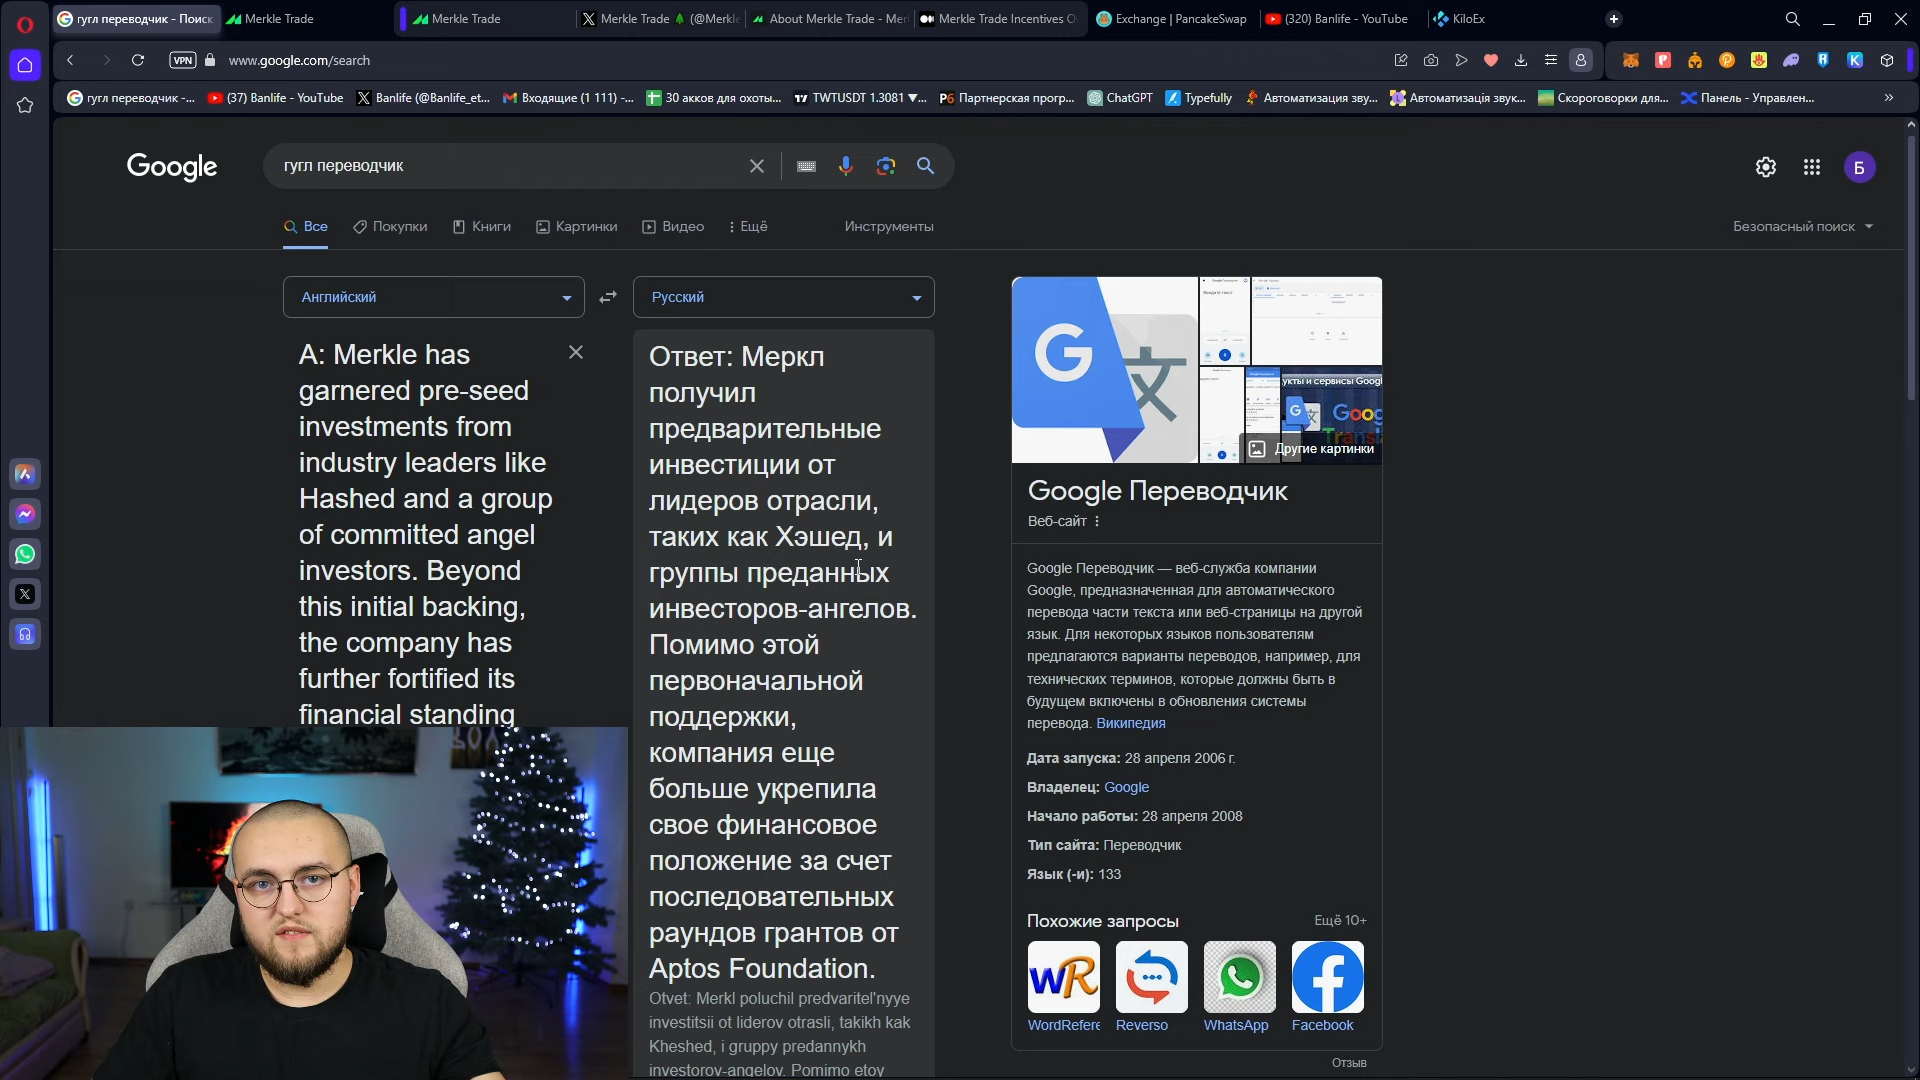 гугл переводчик - Поиск
Merkle Trade
Merkle Trade
Merkle Trade 🌲 (@Merkle
About Merkle Trade - Mer
Merkle Trade Incentives O
Exchange | PancakeSwap
(320) Banlife - YouTube
KiloEx
VPN
www.google.com/search
гугл переводчик -...
(37) Banlife - YouTube
Banlife (@Banlife_et...
Входящие (1 111) -...
30 акков для охоты...
TWTUSDT 1.3081 ▼...
Партнерская прогр...
ChatGPT
Typefully
Автоматизация зву...
Автоматизація звук...
Скороговорки для...
Панель - Управлен...
Google
гугл переводчик
Б
Все
Покупки
Книги
Картинки
Видео
Ещё
Инструменты
Безопасный поиск
Английский
Русский
A: Merkle has
garnered pre-seed
investments from
industry leaders like
Hashed and a group
of committed angel
investors. Beyond
this initial backing,
the company has
further fortified its
financial standing
Ответ: Меркл
получил
предварительные
инвестиции от
лидеров отрасли,
таких как Хэшед, и
группы преданных
инвесторов-ангелов.
Помимо этой
первоначальной
поддержки,
компания еще
больше укрепила
свое финансовое
положение за счет
последовательных
раундов грантов от
Aptos Foundation.
Otvet: Merkl poluchil predvaritel'nyye
investitsii ot liderov otrasli, takikh kak
Kheshed, i gruppy predannykh
investorov-angelov. Pomimo etoy
укты и сервисы Googl
Другие картинки
Google Переводчик
Веб-сайт
Google Переводчик — веб-служба компании
Google, предназначенная для автоматического
перевода части текста или веб-страницы на другой
язык. Для некоторых языков пользователям
предлагаются варианты переводов, например, для
технических терминов, которые должны быть в
будущем включены в обновления системы
перевода. Википедия
Дата запуска: 28 апреля 2006 г.
Владелец: Google
Начало работы: 28 апреля 2008
Тип сайта: Переводчик
Язык (-и): 133
Похожие запросы
Ещё 10+
WordRefere
Reverso
WhatsApp
Facebook
Отзыв